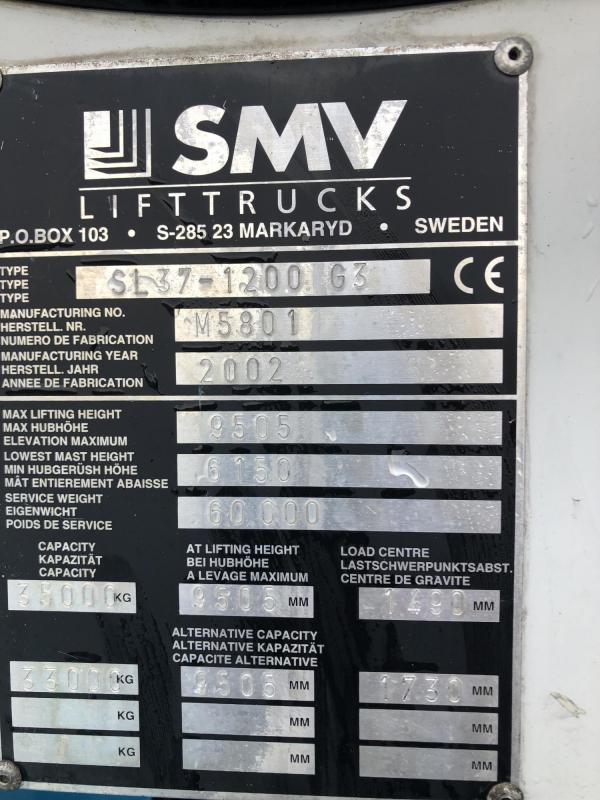 SMV
LIFTTRUCKS
P.O.BOX 103 • S-285 23 MARKARYD • SWEDEN
TYPE
TYPE
TYPE
SL37-1200 G3
CE
MANUFACTURING NO.
HERSTELL. NR.
NUMERO DE FABRICATION
M5801
MANUFACTURING YEAR
HERSTELL. JAHR
ANNEE DE FABRICATION
2002
MAX LIFTING HEIGHT
MAX HUBHÖHE
ELEVATION MAXIMUM
9505
LOWEST MAST HEIGHT
MIN HUBGERÜSH HÖHE
MÂT ENTIEREMENT ABAISSE
6150
SERVICE WEIGHT
EIGENWICHT
POIDS DE SERVICE
60000
CAPACITY
KAPAZITÄT
CAPACITY
AT LIFTING HEIGHT
BEI HUBHÖHE
A LEVAGE MAXIMUM
LOAD CENTRE
LASTSCHWERPUNKTSABST.
CENTRE DE GRAVITE
35000 KG 9505 MM 1490 MM
ALTERNATIVE CAPACITY
ALTERNATIVE KAPAZITÄT
CAPACITE ALTERNATIVE
33000 KG 9505 MM 1730 MM
KG MM MM
KG MM MM